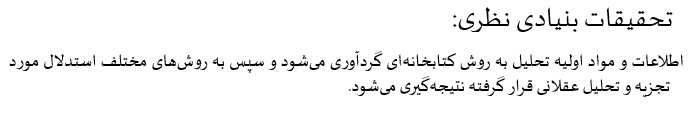 تحقیقات بنیادی نظری:
اطلاعات و مواد اولیه تحلیل به روش کتابخانه‌ای گردآوری می‌شود و سپس به روش‌های مختلف استدلال مورد
تجزیه و تحلیل عقلانی قرار گرفته نتیجه‌گیری می‌شود.